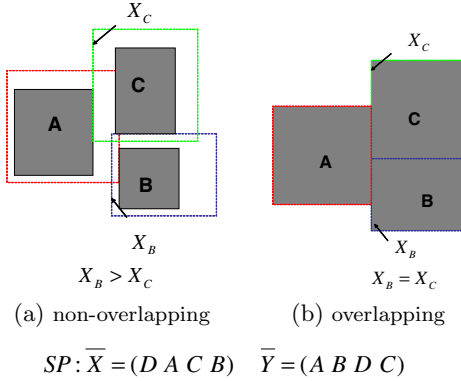 X_C
C
A
B
X_B
X_B > X_C
(a) non-overlapping
X_C
C
A
B
X_B
X_B = X_C
(b) overlapping
SP: X̅ = (D A C B) Y̅ = (A B D C)